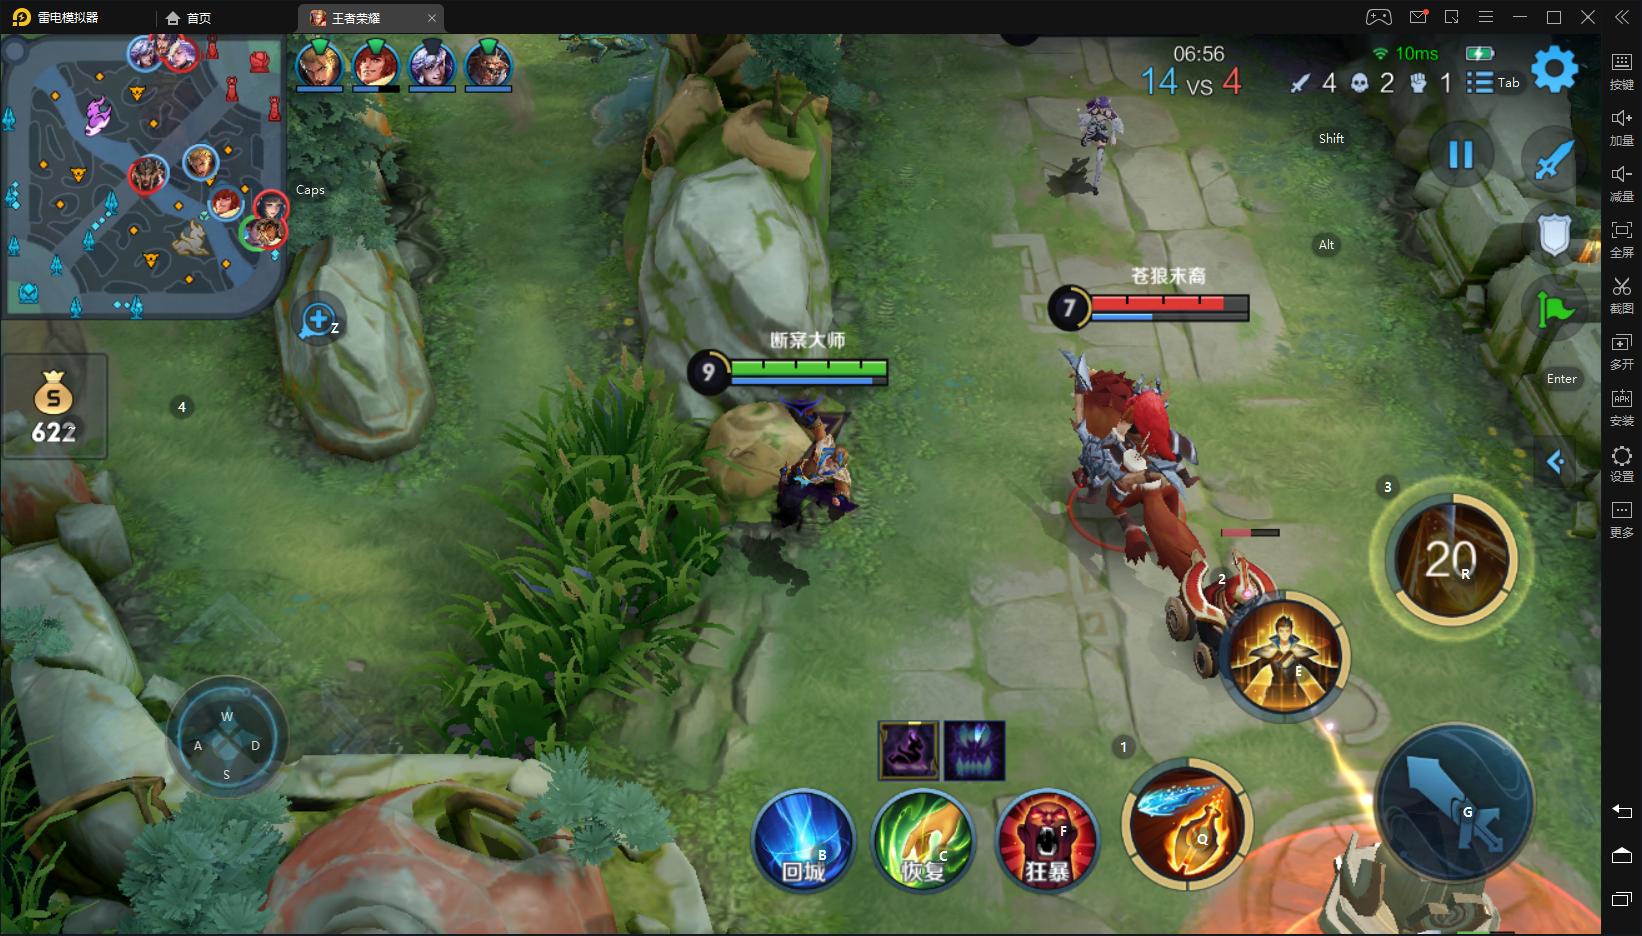 雷电模拟器
首页
王者荣耀
06:56
10ms
14 VS 4
4
2
1
Tab
按键
Shift
加量
Caps
减量
Alt
全屏
苍狼末裔
7
截图
Z
断案大师
9
多开
Enter
S
622
4
安装
设置
3
更多
20
R
2
E
W
A
D
S
1
G
B
回城
C
恢复
F
狂暴
Q